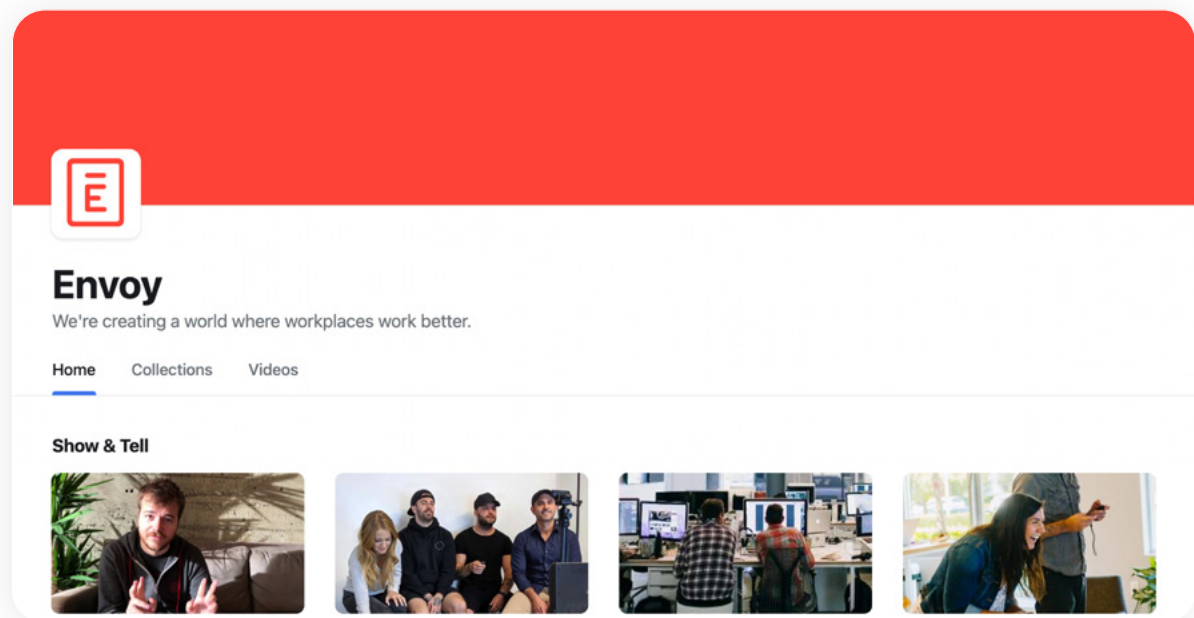 E
Envoy
We're creating a world where workplaces work better.
Home Collections Videos
Show & Tell